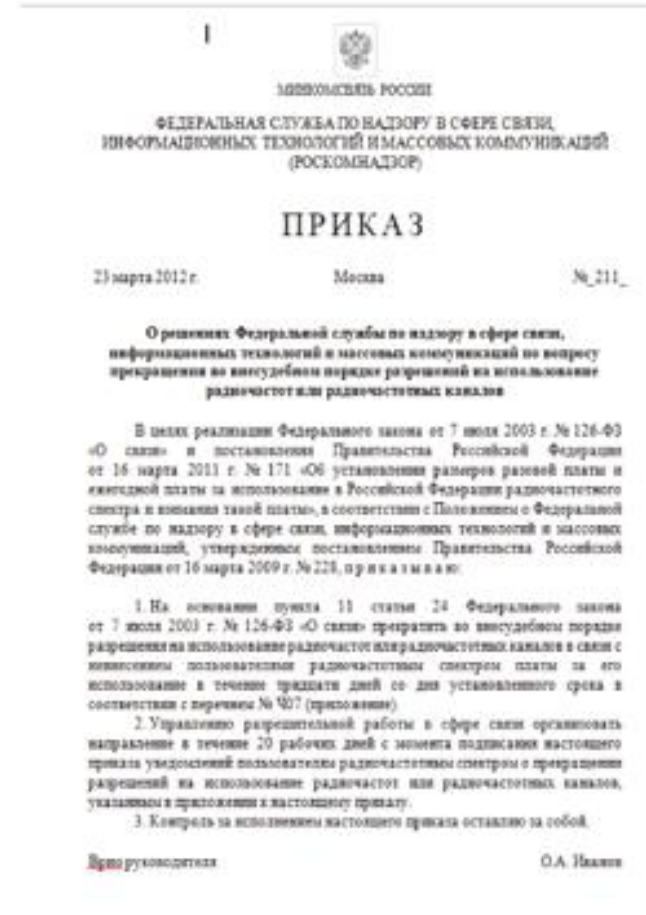 МИНКОМСВЯЗЬ РОССИИ
ФЕДЕРАЛЬНАЯ СЛУЖБА ПО НАДЗОРУ В СФЕРЕ СВЯЗИ,
ИНФОРМАЦИОННЫХ ТЕХНОЛОГИЙ И МАССОВЫХ КОММУНИКАЦИЙ
(РОСКОМНАДЗОР)
ПРИКАЗ
23 марта 2012 г. Москва №_211_
О решениях Федеральной службы по надзору в сфере связи,
информационных технологий и массовых коммуникаций по вопросу
прекращения во внесудебном порядке разрешений на использование
радиочастот или радиочастотных каналов
В целях реализации Федерального закона от 7 июля 2003 г. № 126-ФЗ
«О связи» и постановления Правительства Российской Федерации
от 16 марта 2011 г. № 171 «Об установлении размеров разовой платы и
ежегодной платы за использование в Российской Федерации радиочастотного
спектра и взимания такой платы», в соответствии с Положением о Федеральной
службе по надзору в сфере связи, информационных технологий и массовых
коммуникаций, утвержденным постановлением Правительства Российской
Федерации от 16 марта 2009 г. № 228, п р и к а з ы в а ю:
1. На основании пункта 11 статьи 24 Федерального закона
от 7 июля 2003 г. № 126-ФЗ «О связи» прекратить во внесудебном порядке
разрешения на использование радиочастот или радиочастотных каналов в связи с
невнесением пользователями радиочастотным спектром платы за его
использование в течение тридцати дней со дня установленного срока в
соответствии с перечнем № Ч07 (приложение).
2. Управлению разрешительной работы в сфере связи организовать
направление в течение 20 рабочих дней с момента подписания настоящего
приказа уведомлений пользователям радиочастотным спектром о прекращении
разрешений на использование радиочастот или радиочастотных каналов,
указанным в приложении к настоящему приказу.
3. Контроль за исполнением настоящего приказа оставляю за собой.
Врио руководителя О.А. Иванов